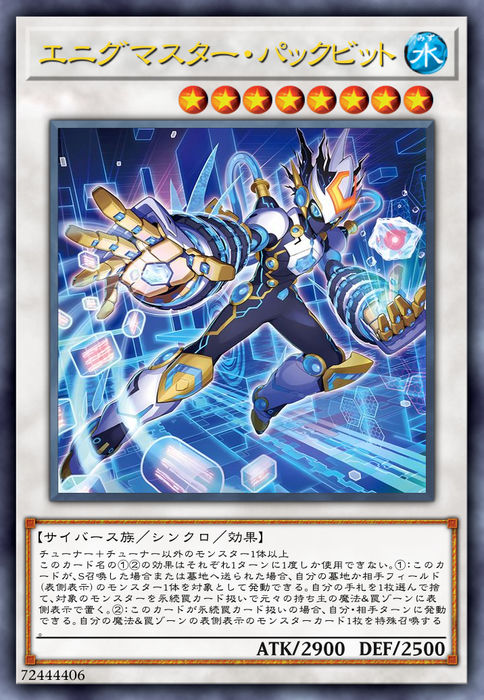 エニグマスター・パックビット
みず
水
【サイバース族/シンクロ/効果】
チューナー+チューナー以外のモンスター1体以上
このカード名の①②の効果はそれぞれ1ターンに1度しか使用できない。①:このカ
ードが、S召喚した場合または墓地へ送られた場合、自分の墓地か相手フィールド
(表側表示)のモンスター1体を対象として発動できる。自分の手札を1枚選んで捨
て、対象のモンスターを永続罠カード扱いで元々の持ち主の魔法&罠ゾーンに表
側表示で置く。②:このカードが永続罠カード扱いの場合、自分・相手ターンに発動
できる。自分の魔法&罠ゾーンの表側表示のモンスターカード1枚を特殊召喚する
。
ATK/2900 DEF/2500
72444406